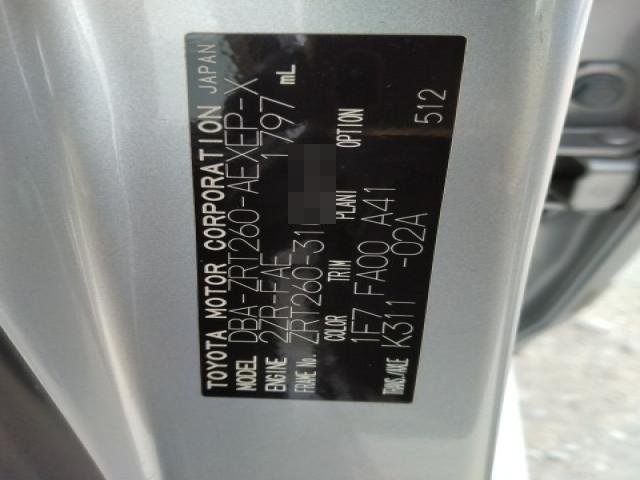 TOYOTA MOTOR CORPORATION JAPAN
MODEL DBA-ZRT260-AEXEP-X
ENGINE 2ZR-FAE 1 797 mL
FRAME No. ZRT260-31
COLOR TRIM PLANT OPTION
1F7 FA00 A41
TRANS./AXLE K311 -02A 512